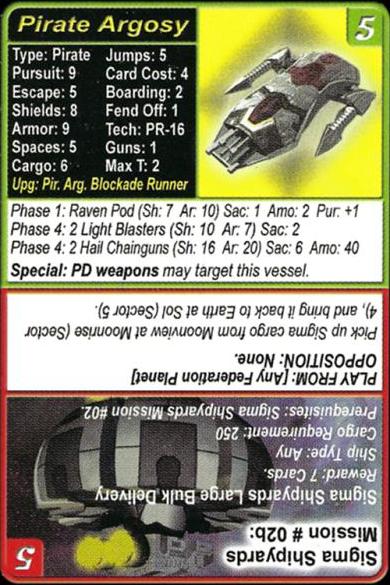 Pirate Argosy
5
Type: Pirate Jumps: 5
Pursuit: 9 Card Cost: 4
Escape: 5 Boarding: 2
Shields: 8 Fend Off: 1
Armor: 9 Tech: PR-16
Spaces: 5 Guns: 1
Cargo: 6 Max T: 2
Upg: Pir. Arg. Blockade Runner
Phase 1: Raven Pod (Sh: 7 Ar: 10) Sac: 1 Amo: 2 Pur: +1
Phase 4: 2 Light Blasters (Sh: 10 Ar: 7) Sac: 2
Phase 4: 2 Hail Chainguns (Sh: 16 Ar: 20) Sac: 6 Amo: 40
Special: PD weapons may target this vessel.
Sigma Shipyards
Mission # 02b:
5
Sigma Shipyards Large Bulk Delivery
Reward: 7 Cards.
Ship Type: Any
Cargo Requirement: 250
Prerequisites: Sigma Shipyards Mission #02.
PLAY FROM: [Any Federation Planet]
OPPOSITION: None.
Pick up Sigma cargo from Moonview at Moonrise (Sector
4), and bring it back to Earth at Sol (Sector 5).